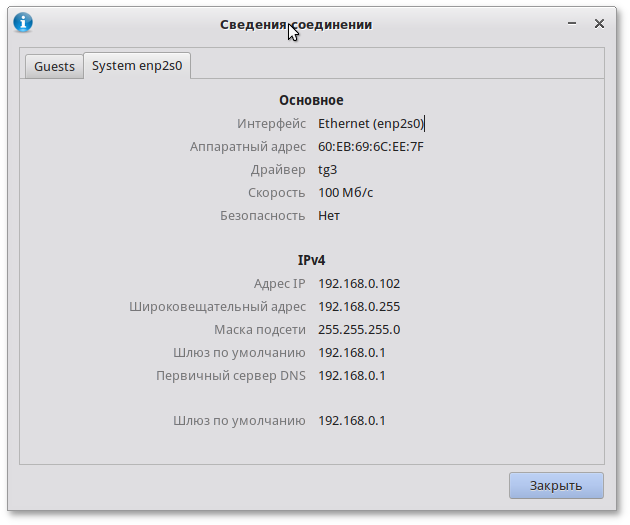 Сведения соединении
Guests System enp2s0
Основное
Интерфейс Ethernet (enp2s0)
Аппаратный адрес 60:EB:69:6C:EE:7F
Драйвер tg3
Скорость 100 Мб/с
Безопасность Нет
IPv4
Адрес IP 192.168.0.102
Широковещательный адрес 192.168.0.255
Маска подсети 255.255.255.0
Шлюз по умолчанию 192.168.0.1
Первичный сервер DNS 192.168.0.1
Шлюз по умолчанию 192.168.0.1
Закрыть